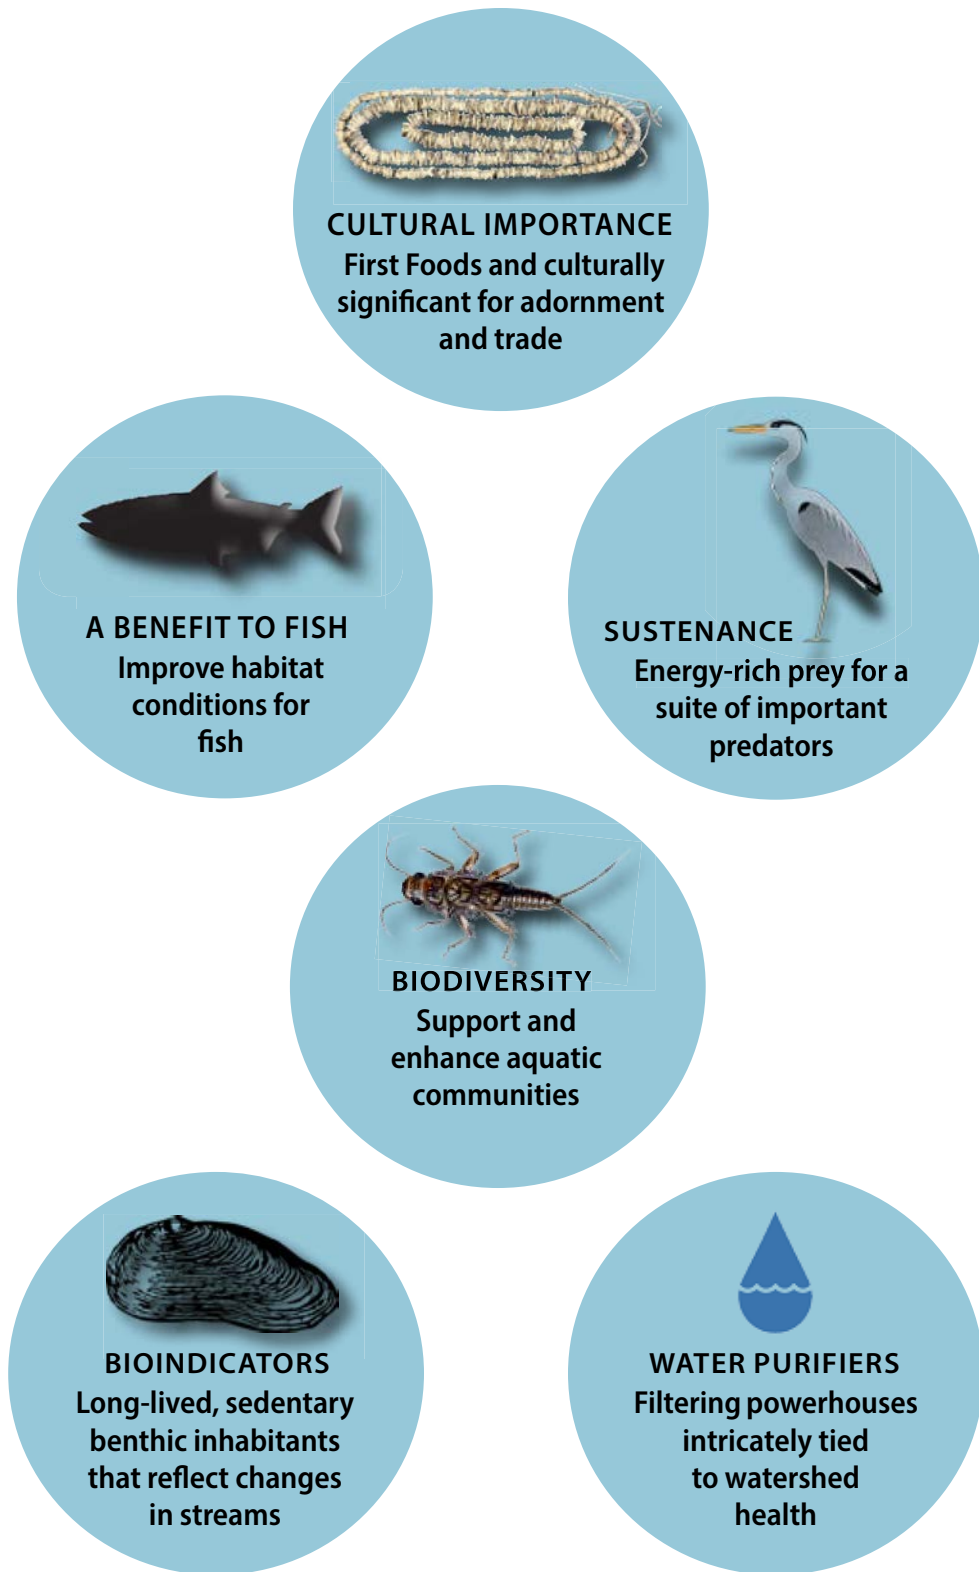 CULTURAL IMPORTANCE
First Foods and culturally
significant for adornment
and trade
A BENEFIT TO FISH
Improve habitat
conditions for
fish
SUSTENANCE
Energy-rich prey for a
suite of important
predators
BIODIVERSITY
Support and
enhance aquatic
communities
BIOINDICATORS
Long-lived, sedentary
benthic inhabitants
that reflect changes
in streams
WATER PURIFIERS
Filtering powerhouses
intricately tied
to watershed
health